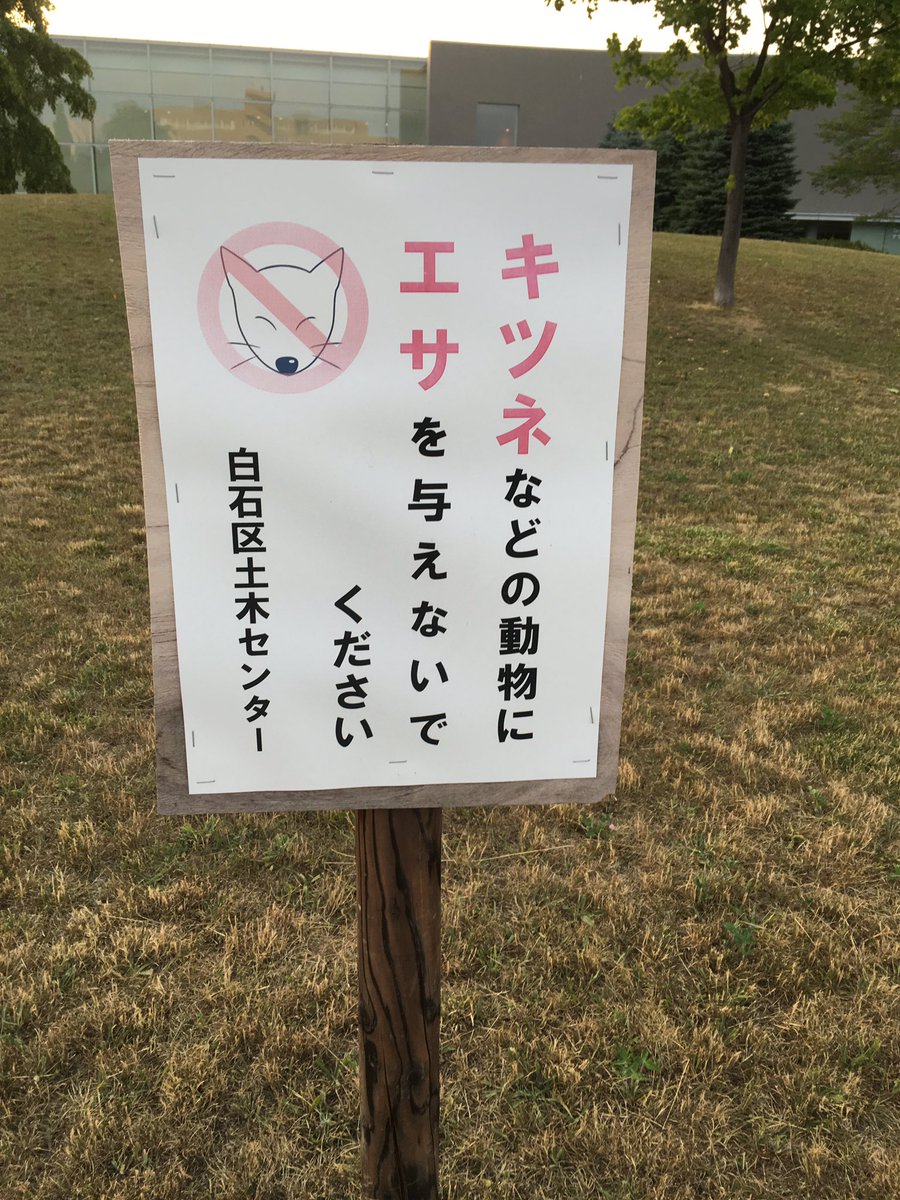 キツネなどの動物に
エサを与えないで
ください
白石区土木センター